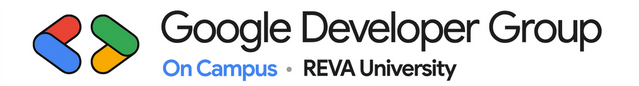 Google Developer Group
On Campus • REVA University